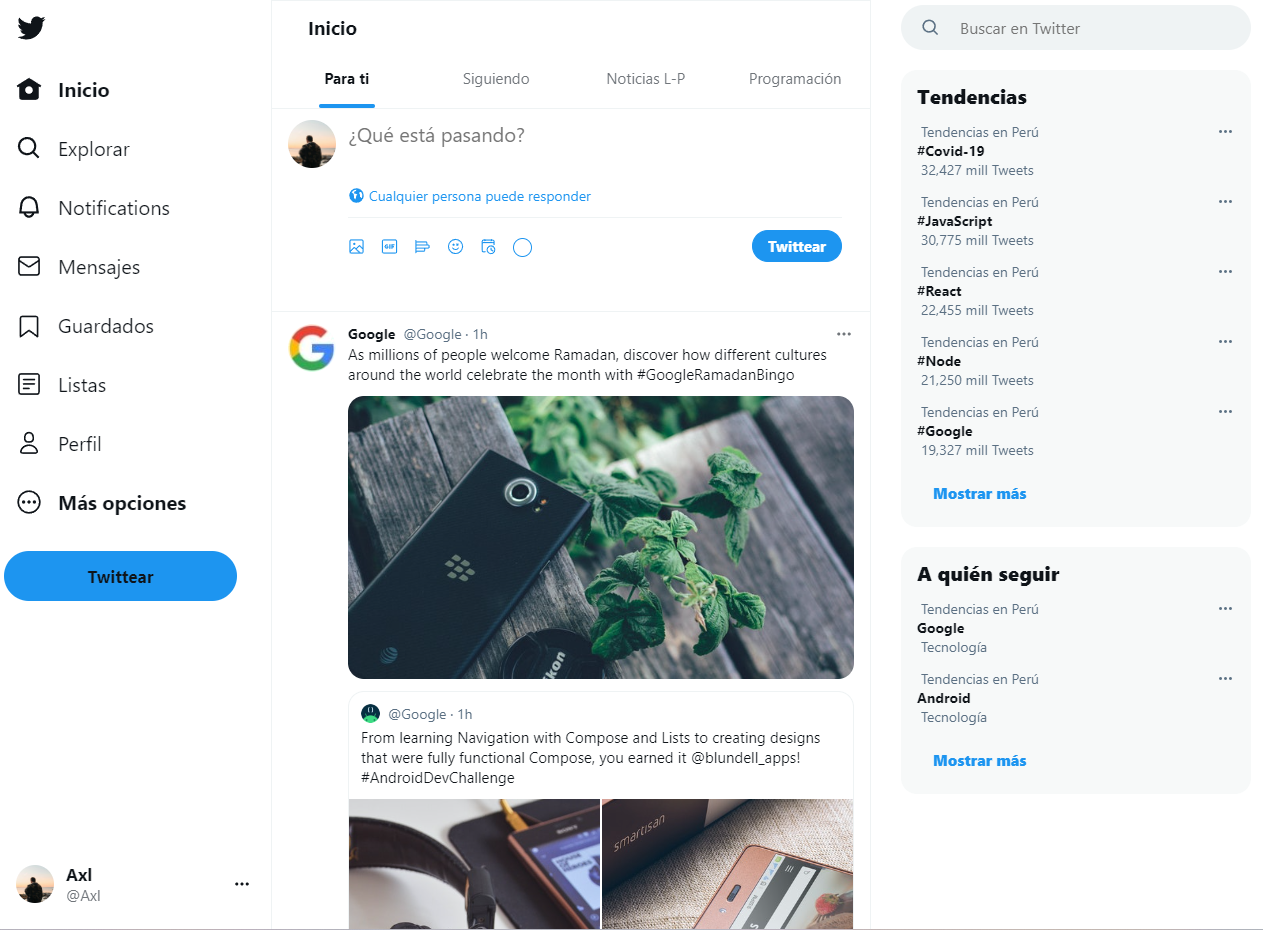 Inicio
Explorar
Notifications
Mensajes
Guardados
Listas
Perfil
Más opciones
Twittear
Axl
@Axl
Inicio
Para ti
Siguiendo
Noticias L-P
Programación
¿Qué está pasando?
Cualquier persona puede responder
GIF
Twittear
Google @Google · 1h
As millions of people welcome Ramadan, discover how different cultures
around the world celebrate the month with #GoogleRamadanBingo
@Google · 1h
From learning Navigation with Compose and Lists to creating designs
that were fully functional Compose, you earned it @blundell_apps!
#AndroidDevChallenge
SONY
smartisan
Buscar en Twitter
Tendencias
Tendencias en Perú
#Covid-19
32,427 mill Tweets
Tendencias en Perú
#JavaScript
30,775 mill Tweets
Tendencias en Perú
#React
22,455 mill Tweets
Tendencias en Perú
#Node
21,250 mill Tweets
Tendencias en Perú
#Google
19,327 mill Tweets
Mostrar más
A quién seguir
Tendencias en Perú
Google
Tecnología
Tendencias en Perú
Android
Tecnología
Mostrar más